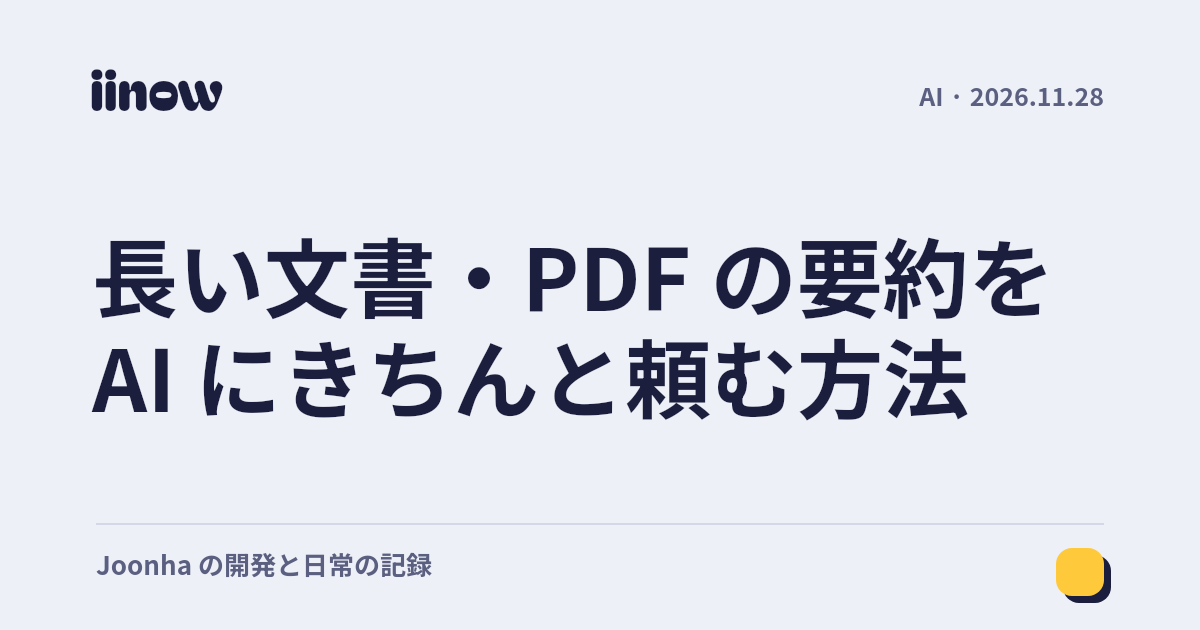 iinow
AI · 2026.11.28
長い文書・PDF の要約を
AI にきちんと頼む方法
Joonha の開発と日常の記録